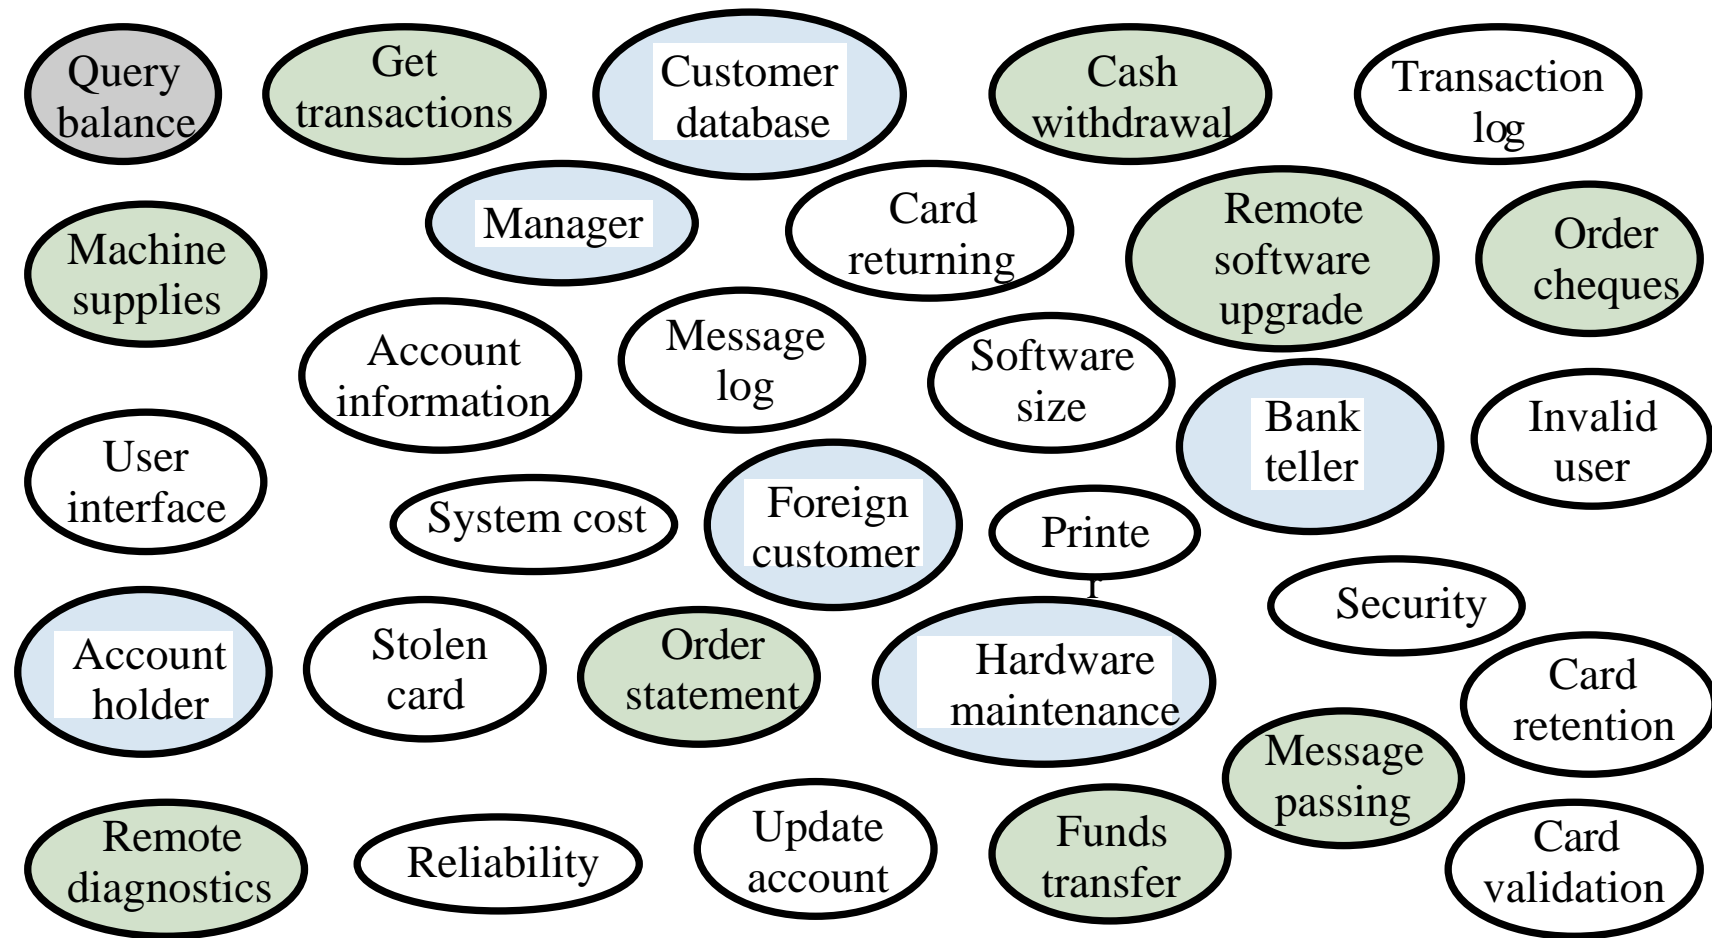 Query
balance
Get
transactions
Customer
database
Cash
withdrawal
Transaction
log
Machine
supplies
Manager
Card
returning
Remote
software
upgrade
Order
cheques
Account
information
Message
log
Software
size
Bank
teller
Invalid
user
User
interface
System cost
Foreign
customer
Printe
r
Security
Account
holder
Stolen
card
Order
statement
Hardware
maintenance
Card
retention
Message
passing
Remote
diagnostics
Reliability
Update
account
Funds
transfer
Card
validation